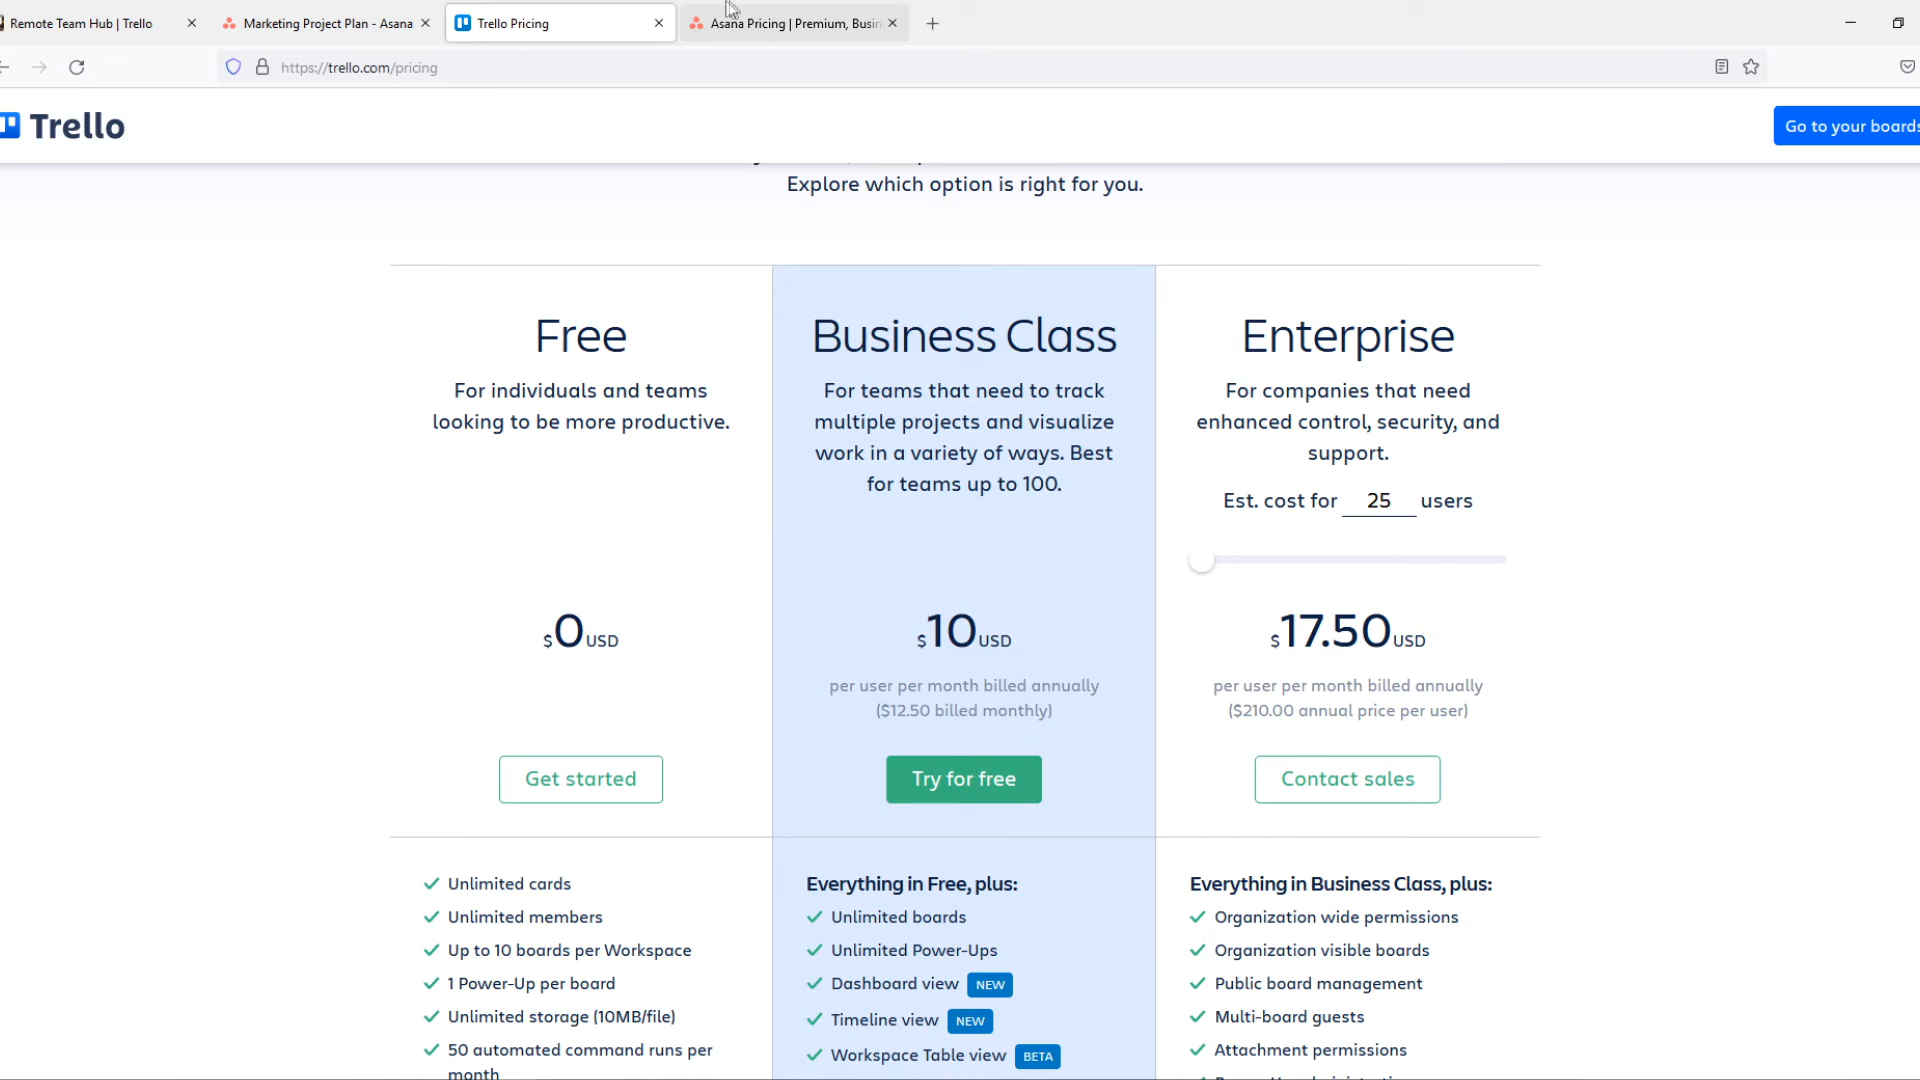 Remote Team Hub | Trello
Marketing Project Plan - Asana
Trello Pricing
Asana Pricing | Premium, Busin
https://trello.com/pricing
Trello
Go to your boards
Explore which option is right for you.
Free
For individuals and teams
looking to be more productive.
$0 USD
Get started
Unlimited cards
Unlimited members
Up to 10 boards per Workspace
1 Power-Up per board
Unlimited storage (10MB/file)
50 automated command runs per
month
Business Class
For teams that need to track
multiple projects and visualize
work in a variety of ways. Best
for teams up to 100.
$10 USD
per user per month billed annually
($12.50 billed monthly)
Try for free
Everything in Free, plus:
Unlimited boards
Unlimited Power-Ups
Dashboard view NEW
Timeline view NEW
Workspace Table view BETA
Enterprise
For companies that need
enhanced control, security, and
support.
Est. cost for 25 users
$17.50 USD
per user per month billed annually
($210.00 annual price per user)
Contact sales
Everything in Business Class, plus:
Organization wide permissions
Organization visible boards
Public board management
Multi-board guests
Attachment permissions